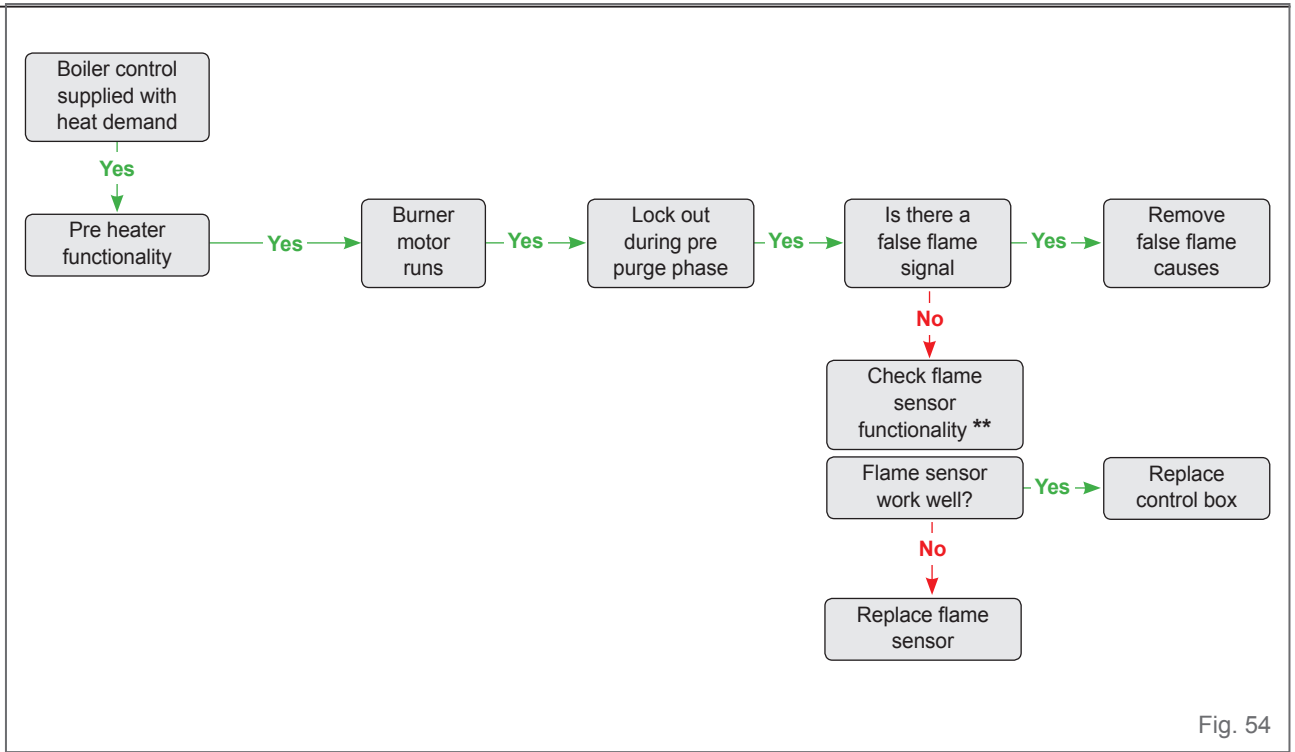 Boiler control
supplied with
heat demand
Yes
Pre heater
functionality
Yes
Burner
motor
runs
Yes
Lock out
during pre
purge phase
Yes
Is there a
false flame
signal
Yes
Remove
false flame
causes
No
Check flame
sensor
functionality **
Flame sensor
work well?
Yes
Replace
control box
No
Replace flame
sensor
Fig. 54